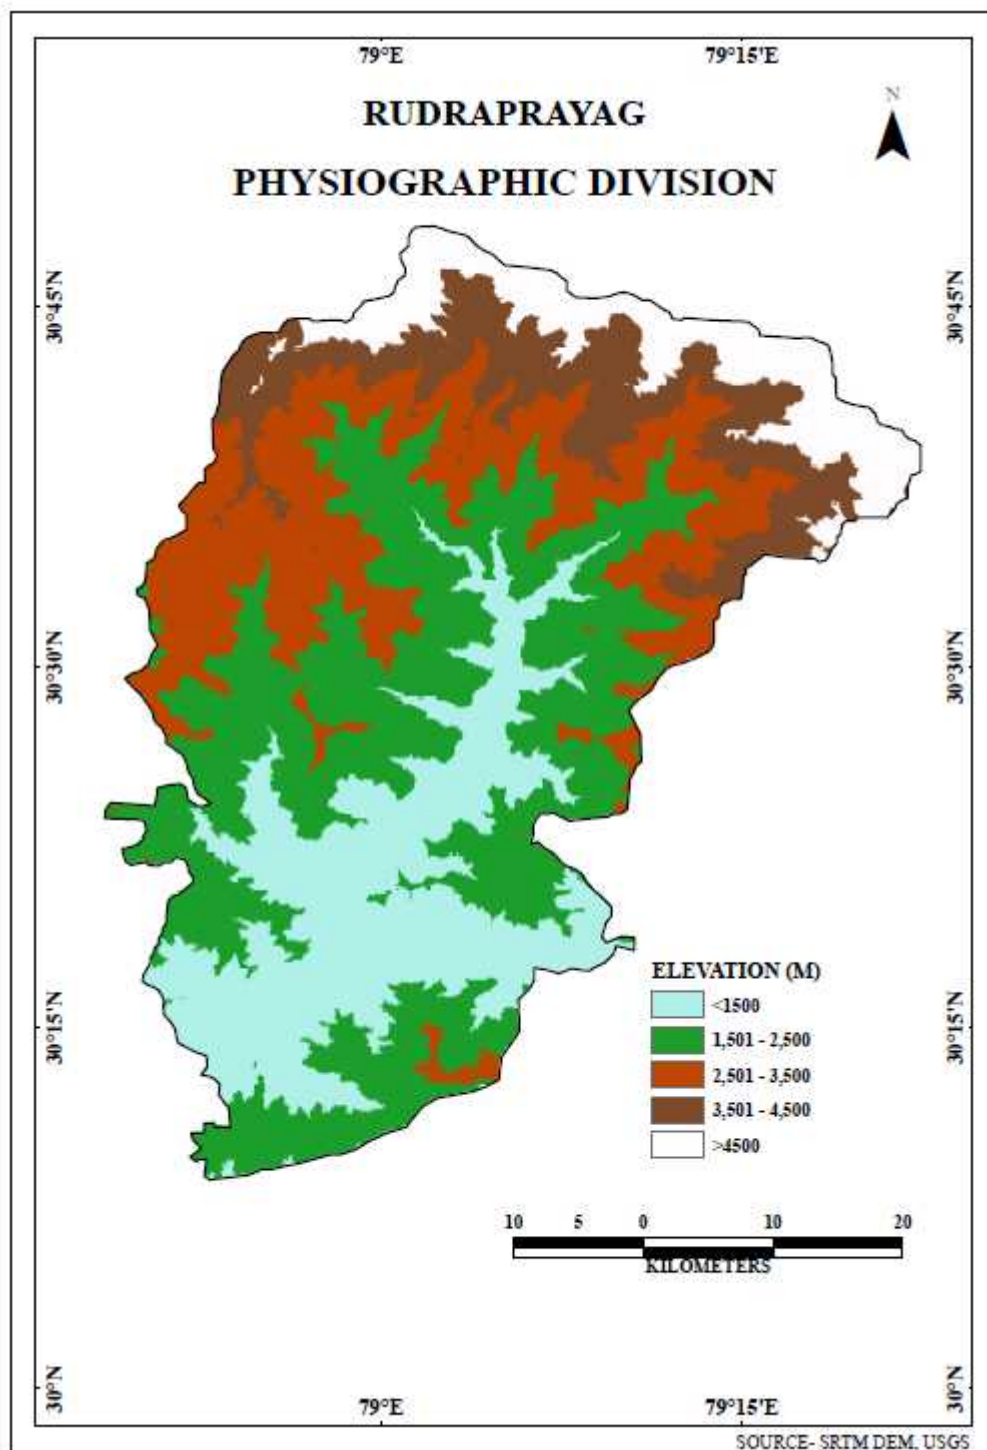 79°E 79°15'E
RUDRAPRAYAG
N
PHYSIOGRAPHIC DIVISION
30°45'N 30°45'N
30°30'N 30°30'N
ELEVATION (M)
<1500
30°15'N 30°15'N
1,501 - 2,500
2,501 - 3,500
3,501 - 4,500
>4500
10 5 0 10 20
KILOMETERS
30°N 30°N
79°E 79°15'E
SOURCE- SRTM DEM, USGS